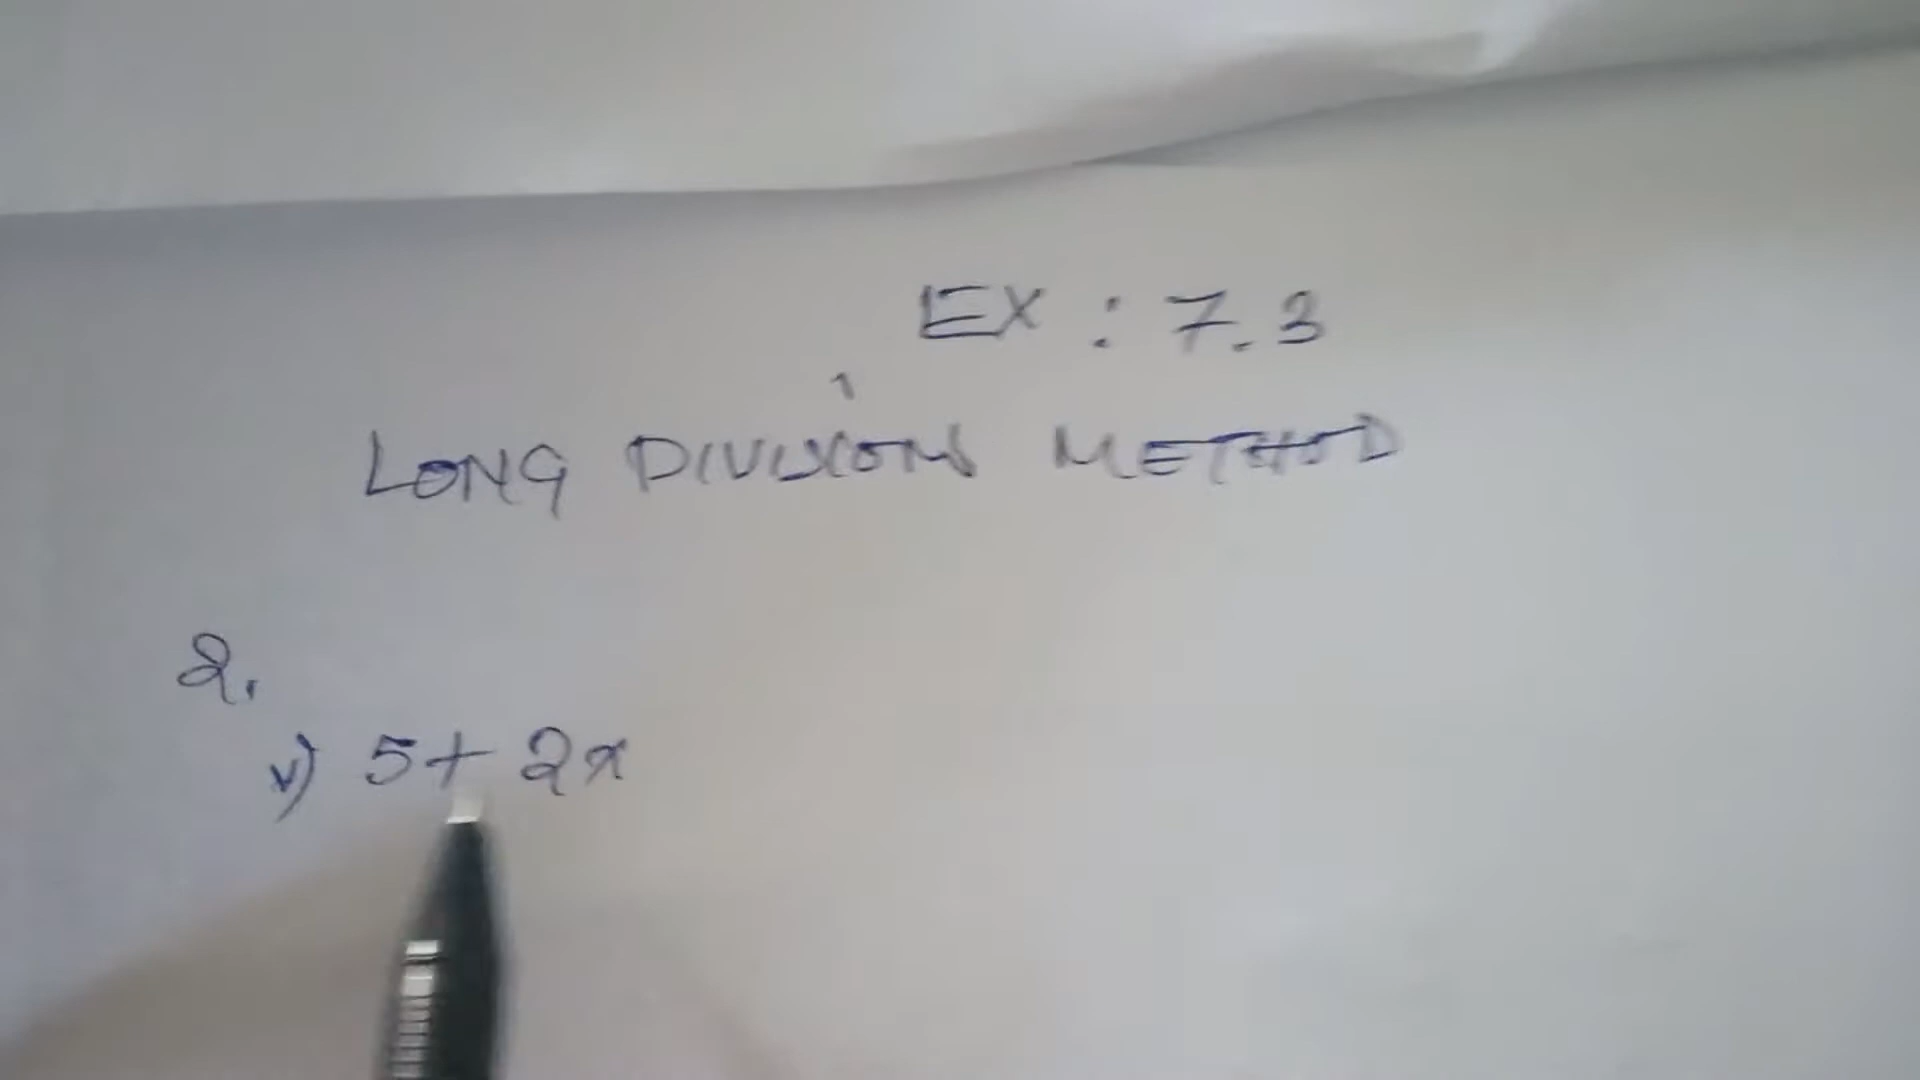 EX : 7.3
LONG DIVISION METHOD
2.
v) 5+ 2x